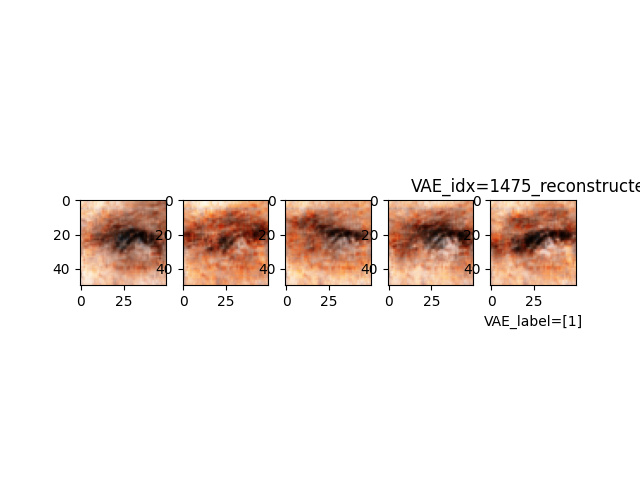 VAE_idx=1475_reconstructe
0 0 0 0 0
20 20 20 20 20
40 40 40 40 40
0 25 0 25 0 25 0 25 0 25
VAE_label=[1]